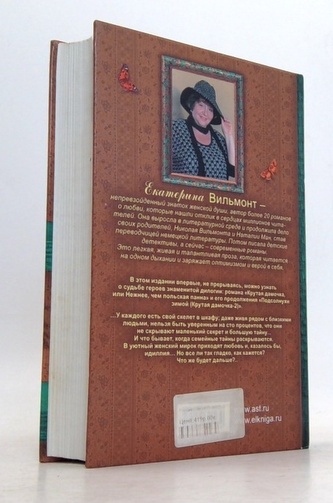 Екатерина Вильмонт –
непревзойденный знаток женской души, автор более 20 романов
о любви, которые нашли отклик в сердцах миллионов чита-
телей. Она выросла в литературной среде и продолжила дело
своих родителей, Николая Вильмонта и Натальи Ман, став
переводчицей немецкой литературы. Потом писала детские
детективы, а сейчас – современные романы.
Это легкая, живая и талантливая проза, которая читается
на одном дыхании и заряжает оптимизмом и верой в себя.
В этом издании впервые, не прерываясь, можно узнать
о судьбе героев знаменитой дилогии: романа «Крутая дамочка,
или Нежнее, чем польская панна» и его продолжения «Подсолнухи
зимой (Крутая дамочка-2)».
...У каждого есть свой скелет в шкафу; даже живя рядом с близкими
людьми, нельзя быть уверенным на сто процентов, что они
не скрывают маленький секрет и большую тайну...
И что бывает, когда семейные тайны раскрываются.
В уютный женский мирок приходят любовь и, казалось бы,
идиллия... Но все ли так гладко, как кажется?
Что же будет дальше?..
www.ast.ru
www.elkniga.ru